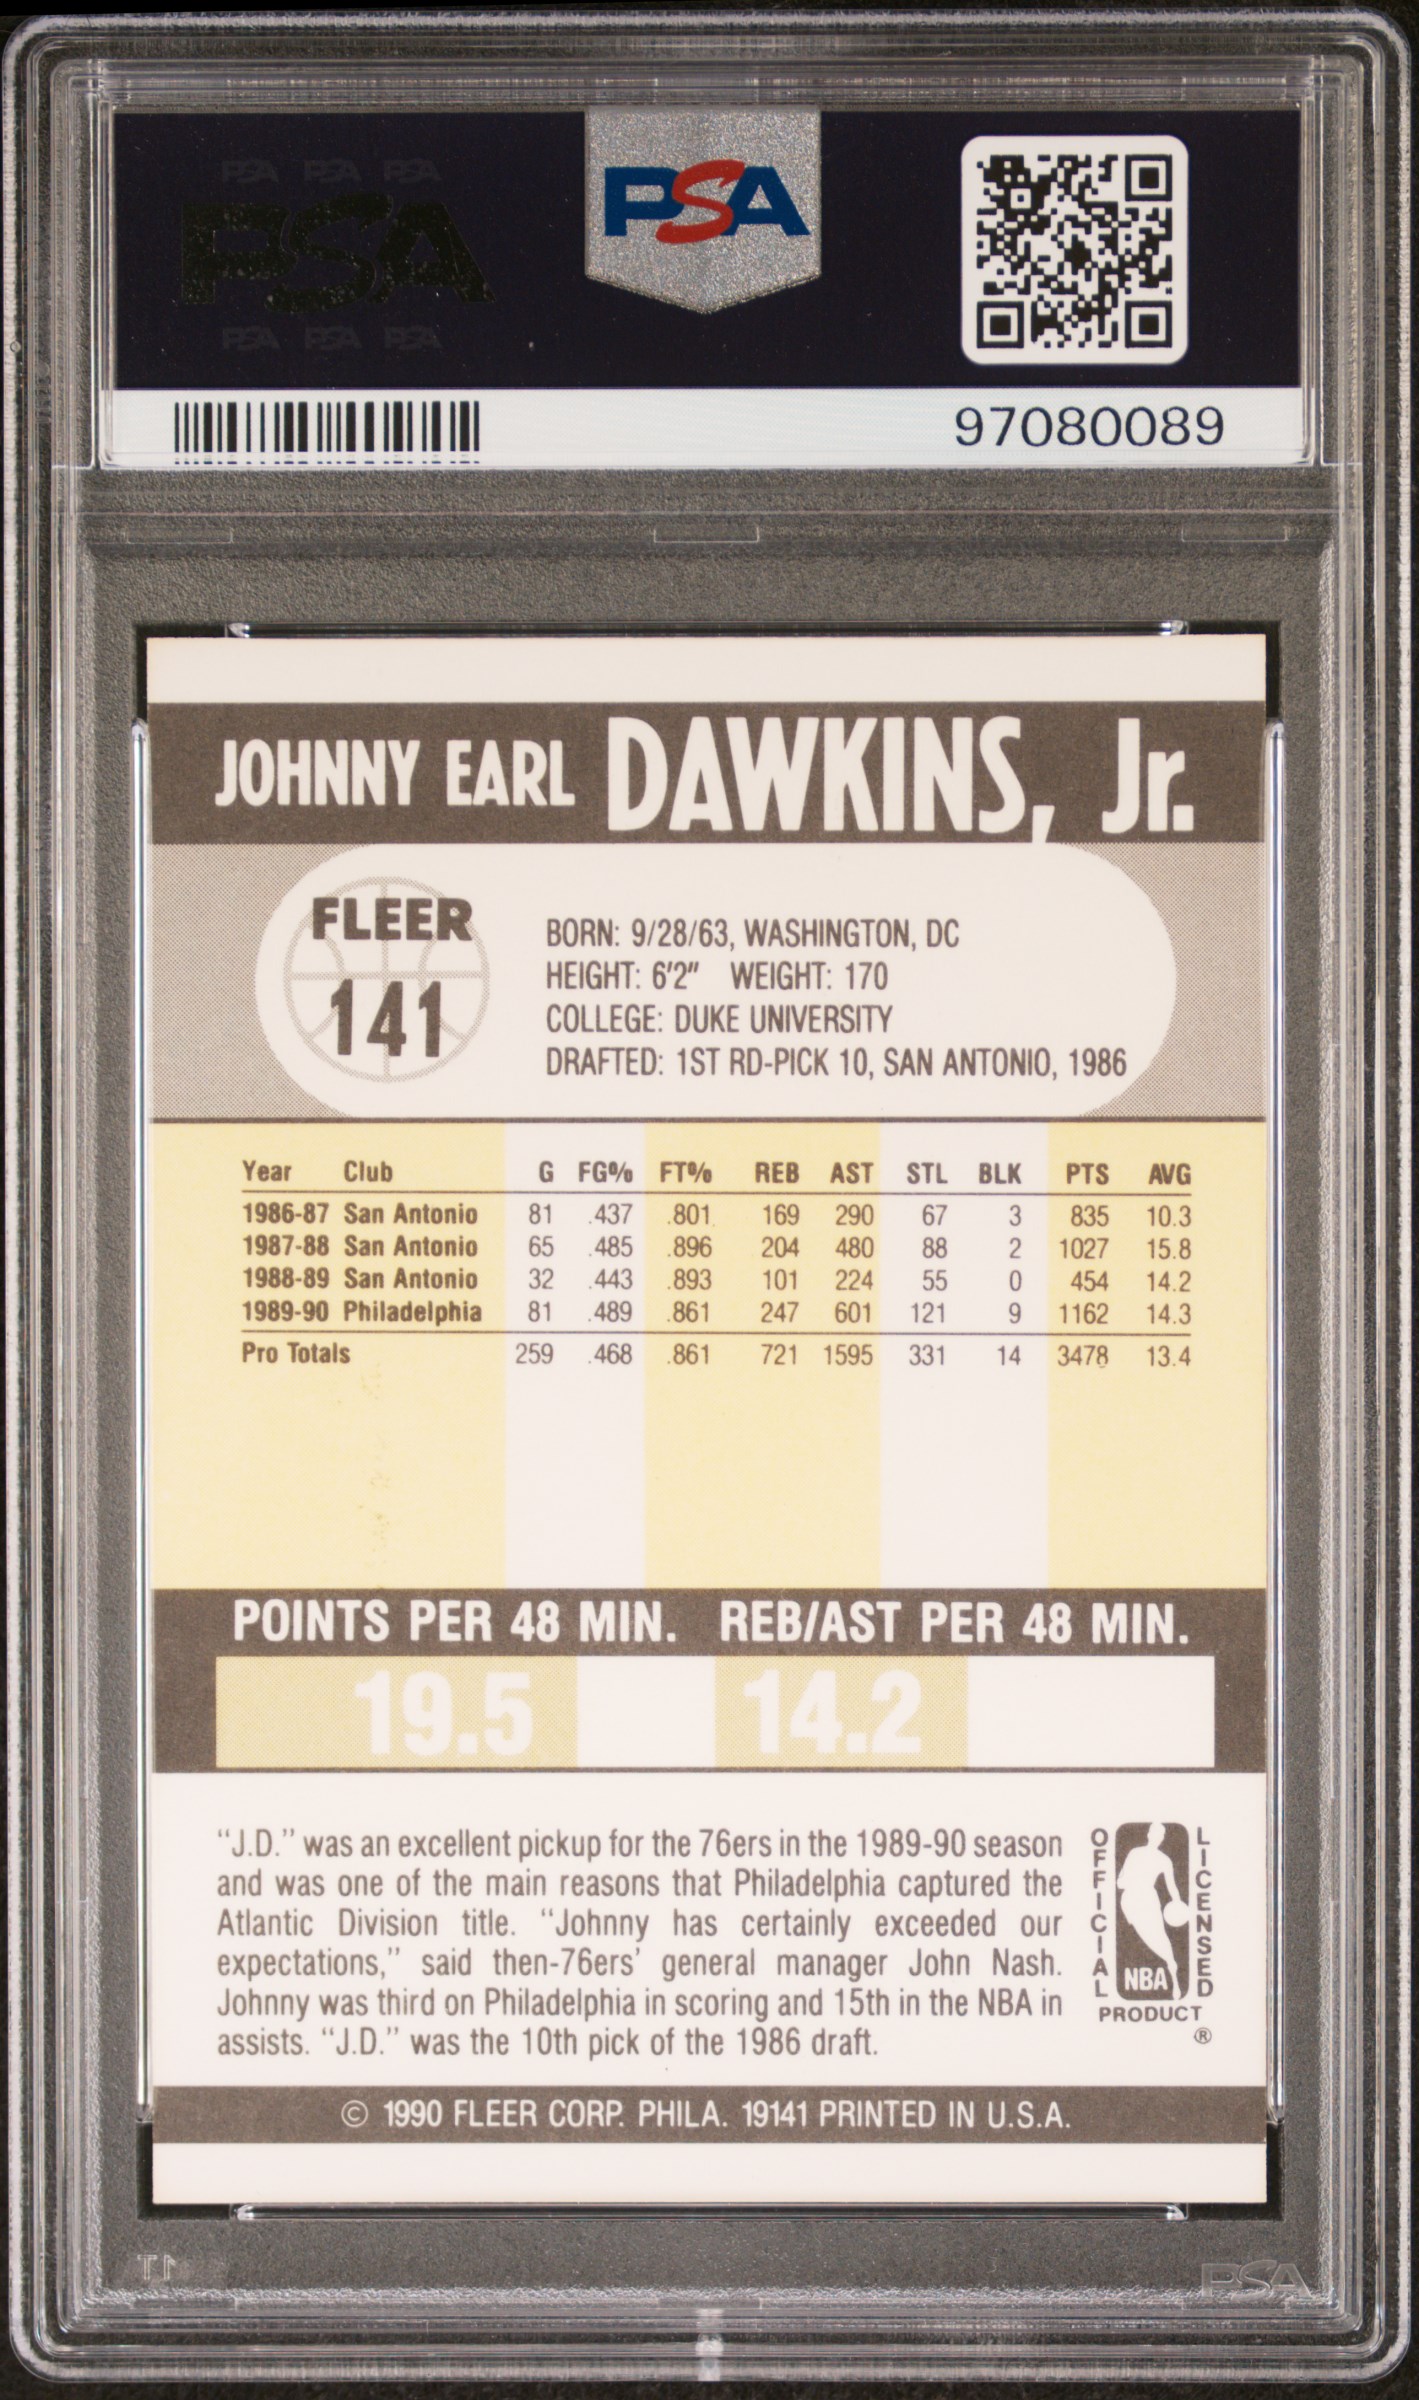 PSA PSA PSA
PSA
PSA PSA PSA
PSA
97080089
JOHNNY EARL DAWKINS, Jr.
FLEER
141
BORN: 9/28/63, WASHINGTON, DC
HEIGHT: 6'2" WEIGHT: 170
COLLEGE: DUKE UNIVERSITY
DRAFTED: 1ST RD-PICK 10, SAN ANTONIO, 1986
Year Club G FG% FT% REB AST STL BLK PTS AVG
1986-87 San Antonio 81 .437 .801 169 290 67 3 835 10.3
1987-88 San Antonio 65 .485 .896 204 480 88 2 1027 15.8
1988-89 San Antonio 32 .443 .893 101 224 55 0 454 14.2
1989-90 Philadelphia 81 .489 .861 247 601 121 9 1162 14.3
Pro Totals 259 .468 .861 721 1595 331 14 3478 13.4
POINTS PER 48 MIN. REB/AST PER 48 MIN.
19.5 14.2
"J.D." was an excellent pickup for the 76ers in the 1989-90 season
and was one of the main reasons that Philadelphia captured the
Atlantic Division title. "Johnny has certainly exceeded our
expectations," said then-76ers' general manager John Nash.
Johnny was third on Philadelphia in scoring and 15th in the NBA in
assists. "J.D." was the 10th pick of the 1986 draft.
OFFICIAL LICENSED
NBA
PRODUCT
®
© 1990 FLEER CORP. PHILA. 19141 PRINTED IN U.S.A.
PSA